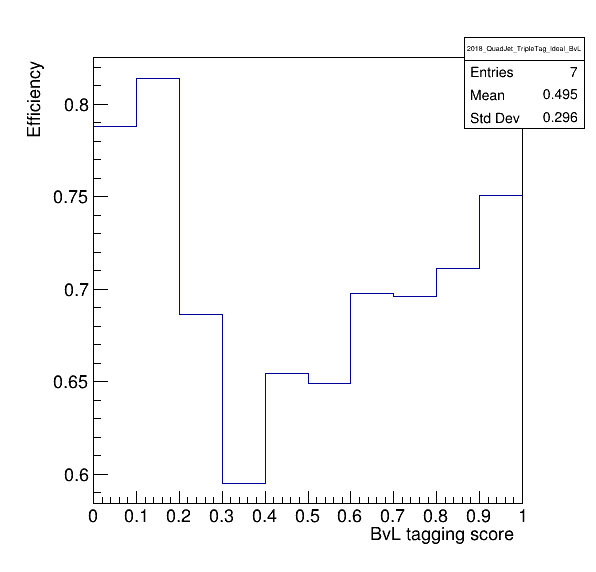 2018_QuadJet_TripleTag_Ideal_BvL
Entries 7
Mean 0.495
Std Dev 0.296
Efficiency
0.8
0.75
0.7
0.65
0.6
0 0.1 0.2 0.3 0.4 0.5 0.6 0.7 0.8 0.9 1
BvL tagging score